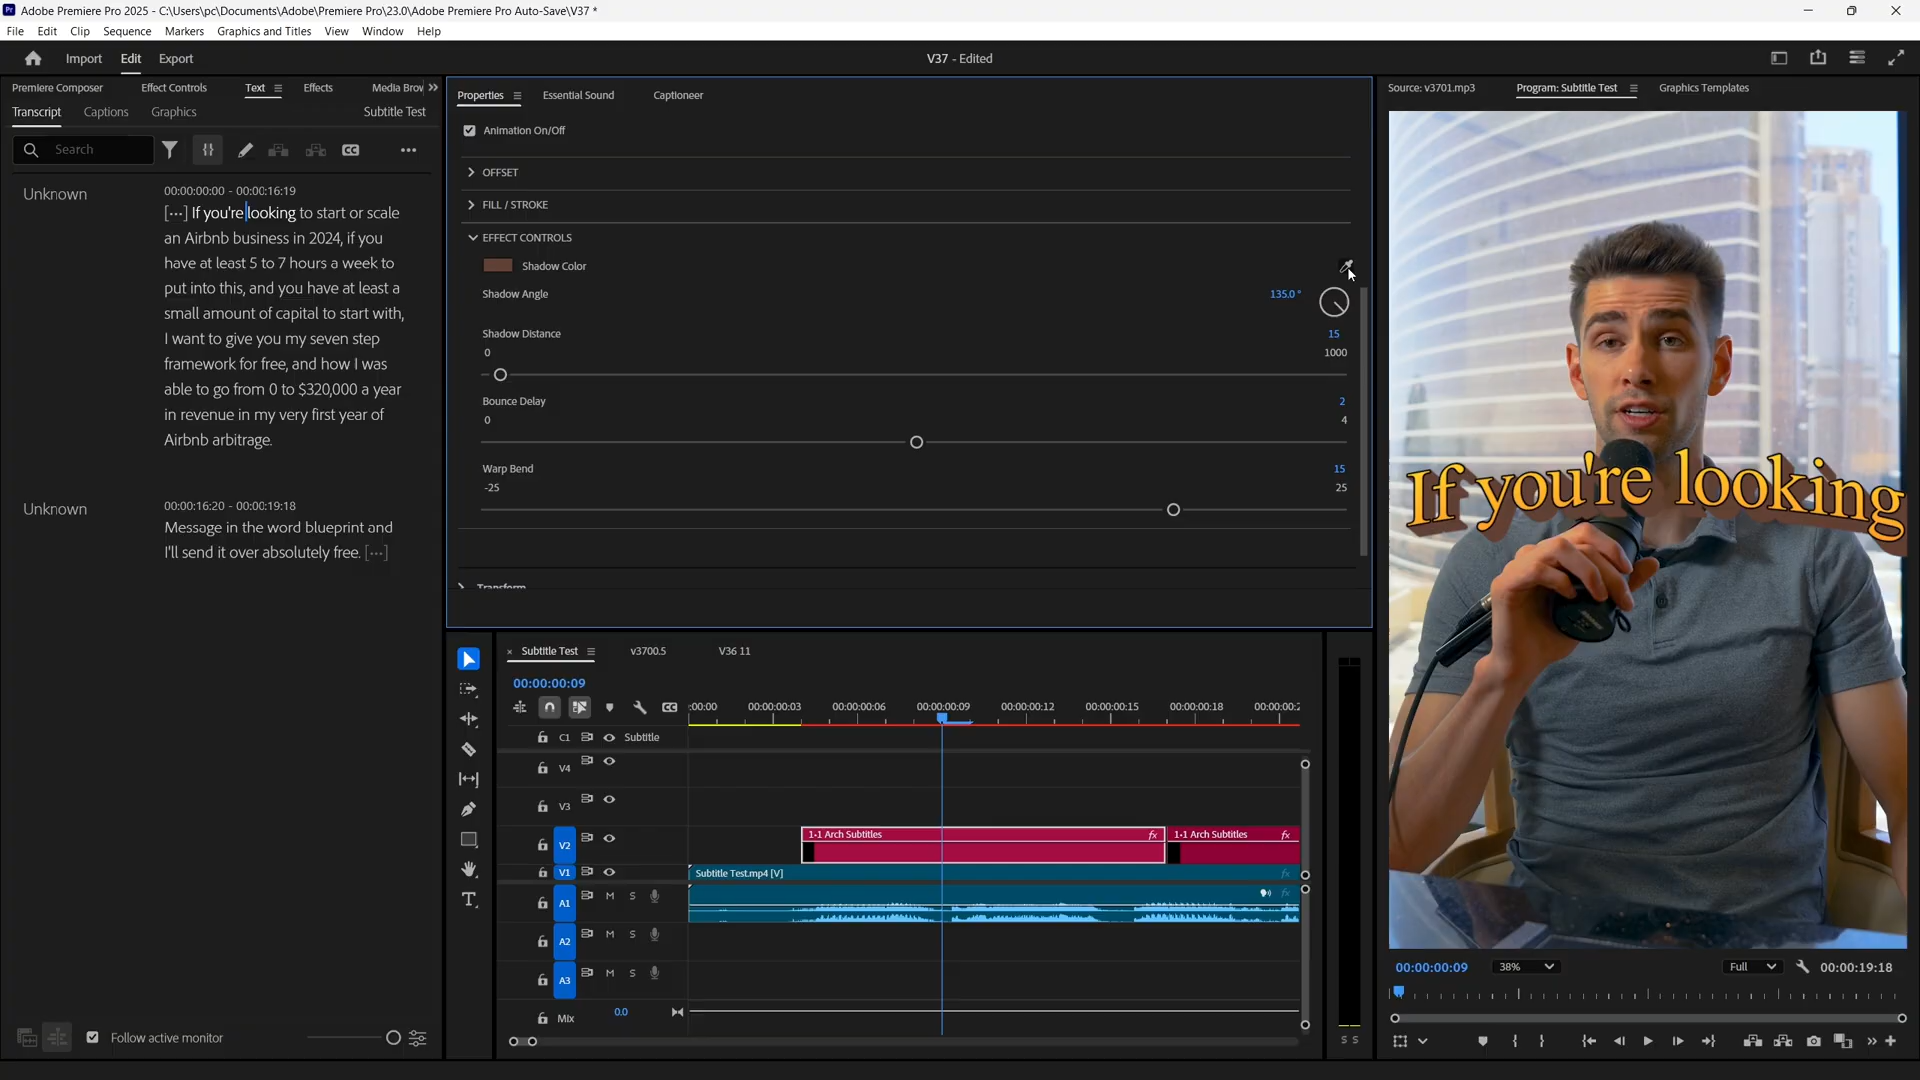 Adobe Premiere Pro 2025 - C:\Users\pc\Documents\Adobe\Premiere Pro\23.0\Adobe Premiere Pro Auto-Save\V37 *
File Edit Clip Sequence Markers Graphics and Titles View Window Help
Import Edit Export
V37 - Edited
Premiere Composer Effect Controls Text Effects Media Brow
Transcript Captions Graphics Subtitle Test
Search
Unknown
00:00:00:00 - 00:00:16:19
[···] If you're looking to start or scale
an Airbnb business in 2024, if you
have at least 5 to 7 hours a week to
put into this, and you have at least a
small amount of capital to start with,
I want to give you my seven step
framework for free, and how I was
able to go from 0 to $320,000 a year
in revenue in my very first year of
Airbnb arbitrage.
Unknown
00:00:16:20 - 00:00:19:18
Message in the word blueprint and
I'll send it over absolutely free. [···]
Follow active monitor
Properties Essential Sound Captioneer
Animation On/Off
OFFSET
FILL / STROKE
EFFECT CONTROLS
Shadow Color
Shadow Angle 135.0 °
Shadow Distance 15
0 1000
Bounce Delay 2
0 4
Warp Bend 15
-25 25
Transform
× Subtitle Test v3700.5 V36 11
00:00:00:09
:00:00 00:00:00:03 00:00:00:06 00:00:00:09 00:00:00:12 00:00:00:15 00:00:00:18 00:00:00:2
C1 Subtitle
V4
V3
V2 1-1 Arch Subtitles fx 1-1 Arch Subtitles fx
V1 Subtitle Test.mp4 [V] fx
A1 M S fx
A2 M S
A3 M S
Mix 0.0
S S
Source: v3701.mp3 Program: Subtitle Test Graphics Templates
If you're looking
00:00:00:09 38% Full 00:00:19:18